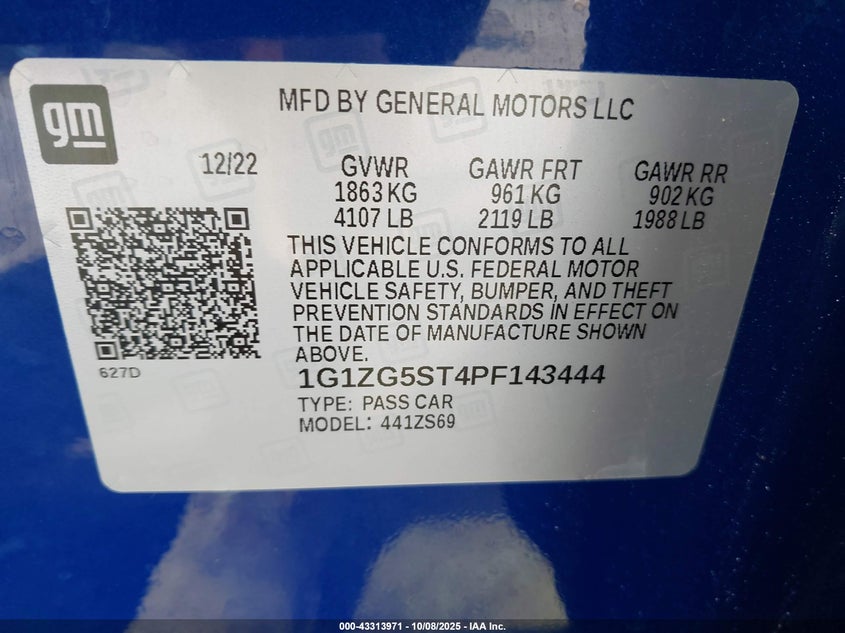 gm
MFD BY GENERAL MOTORS LLC
12/22 GVWR GAWR FRT GAWR RR
1863 KG 961 KG 902 KG
4107 LB 2119 LB 1988 LB
THIS VEHICLE CONFORMS TO ALL
APPLICABLE U.S. FEDERAL MOTOR
VEHICLE SAFETY, BUMPER, AND THEFT
PREVENTION STANDARDS IN EFFECT ON
THE DATE OF MANUFACTURE SHOWN
ABOVE.
627D
1G1ZG5ST4PF143444
TYPE: PASS CAR
MODEL: 441ZS69
000-43313971 - 10/08/2025 - IAA Inc.